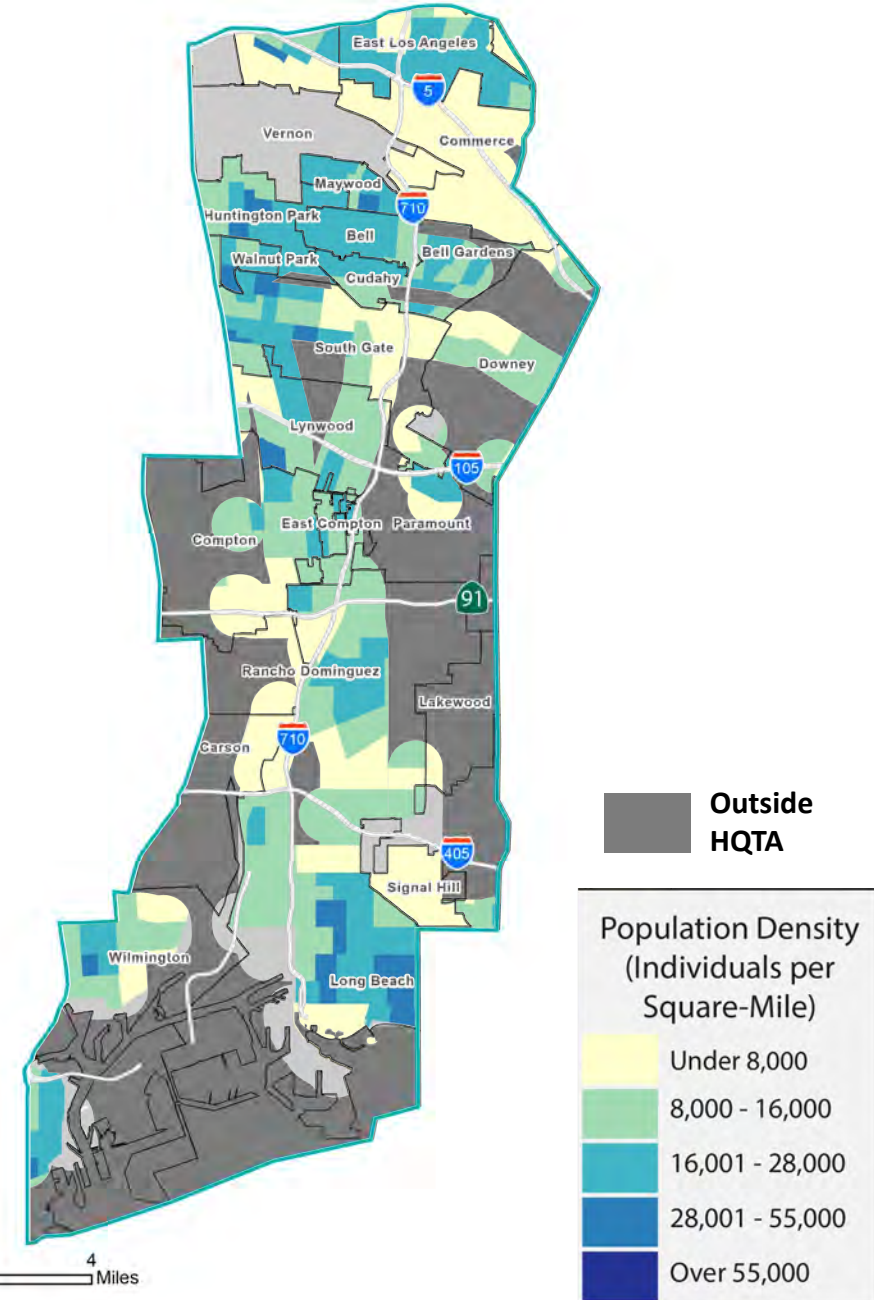 East Los Angeles
5
Vernon
Commerce
Maywood
710
Huntington Park
Bell
Bell Gardens
Walnut Park
Cudahy
South Gate
Downey
Lynwood
105
East Compton
Paramount
Compton
91
Rancho Dominguez
Lakewood
710
Carson
Outside
HQTA
405
Signal Hill
Population Density
(Individuals per
Square-Mile)
Wilmington
Long Beach
Under 8,000
8,000 - 16,000
16,001 - 28,000
28,001 - 55,000
Over 55,000
4
Miles